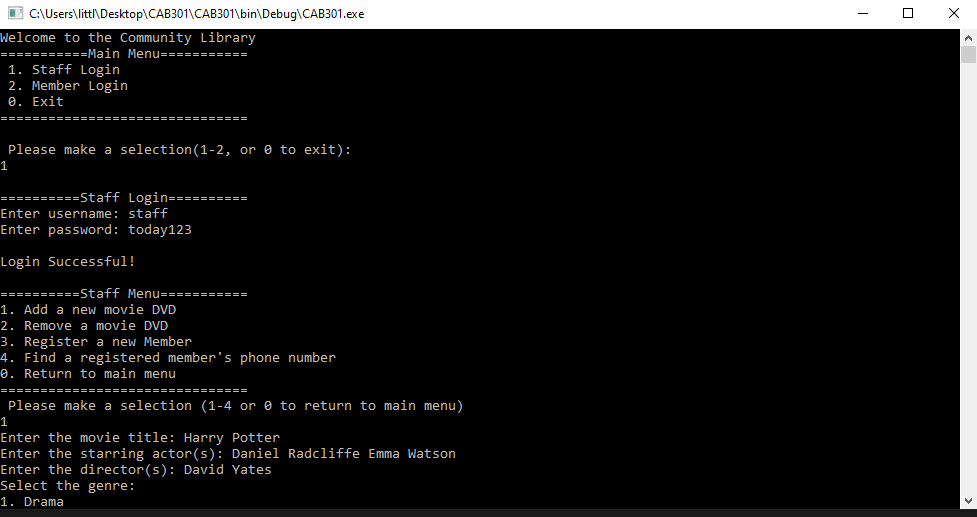 C:\Users\littl\Desktop\CAB301\CAB301\bin\Debug\CAB301.exe
Welcome to the Community Library
===========Main Menu===========
 1. Staff Login
 2. Member Login
 0. Exit
===============================
 Please make a selection(1-2, or 0 to exit):
1
==========Staff Login==========
Enter username: staff
Enter password: today123
Login Successful!
==========Staff Menu===========
1. Add a new movie DVD
2. Remove a movie DVD
3. Register a new Member
4. Find a registered member's phone number
0. Return to main menu
===============================
 Please make a selection (1-4 or 0 to return to main menu)
1
Enter the movie title: Harry Potter
Enter the starring actor(s): Daniel Radcliffe Emma Watson
Enter the director(s): David Yates
Select the genre:
1. Drama